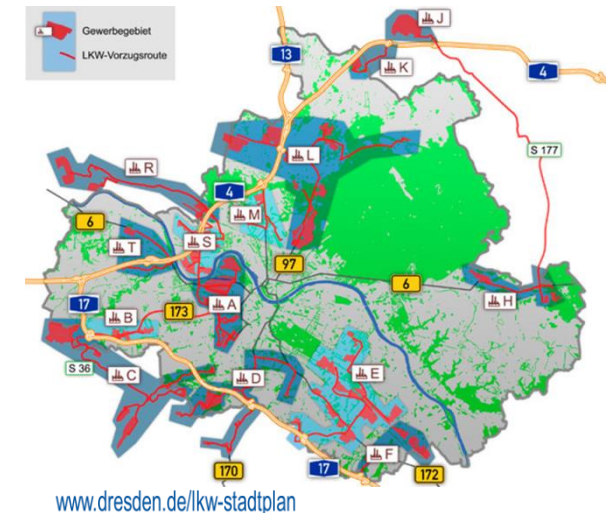 Gewerbegebiet
LKW-Vorzugsroute
J
13
K
4
S 177
L
R
4
M
6
S
T
97
6
H
17
173
A
B
S 36
C
D
E
F
170
17
172
www.dresden.de/lkw-stadtplan